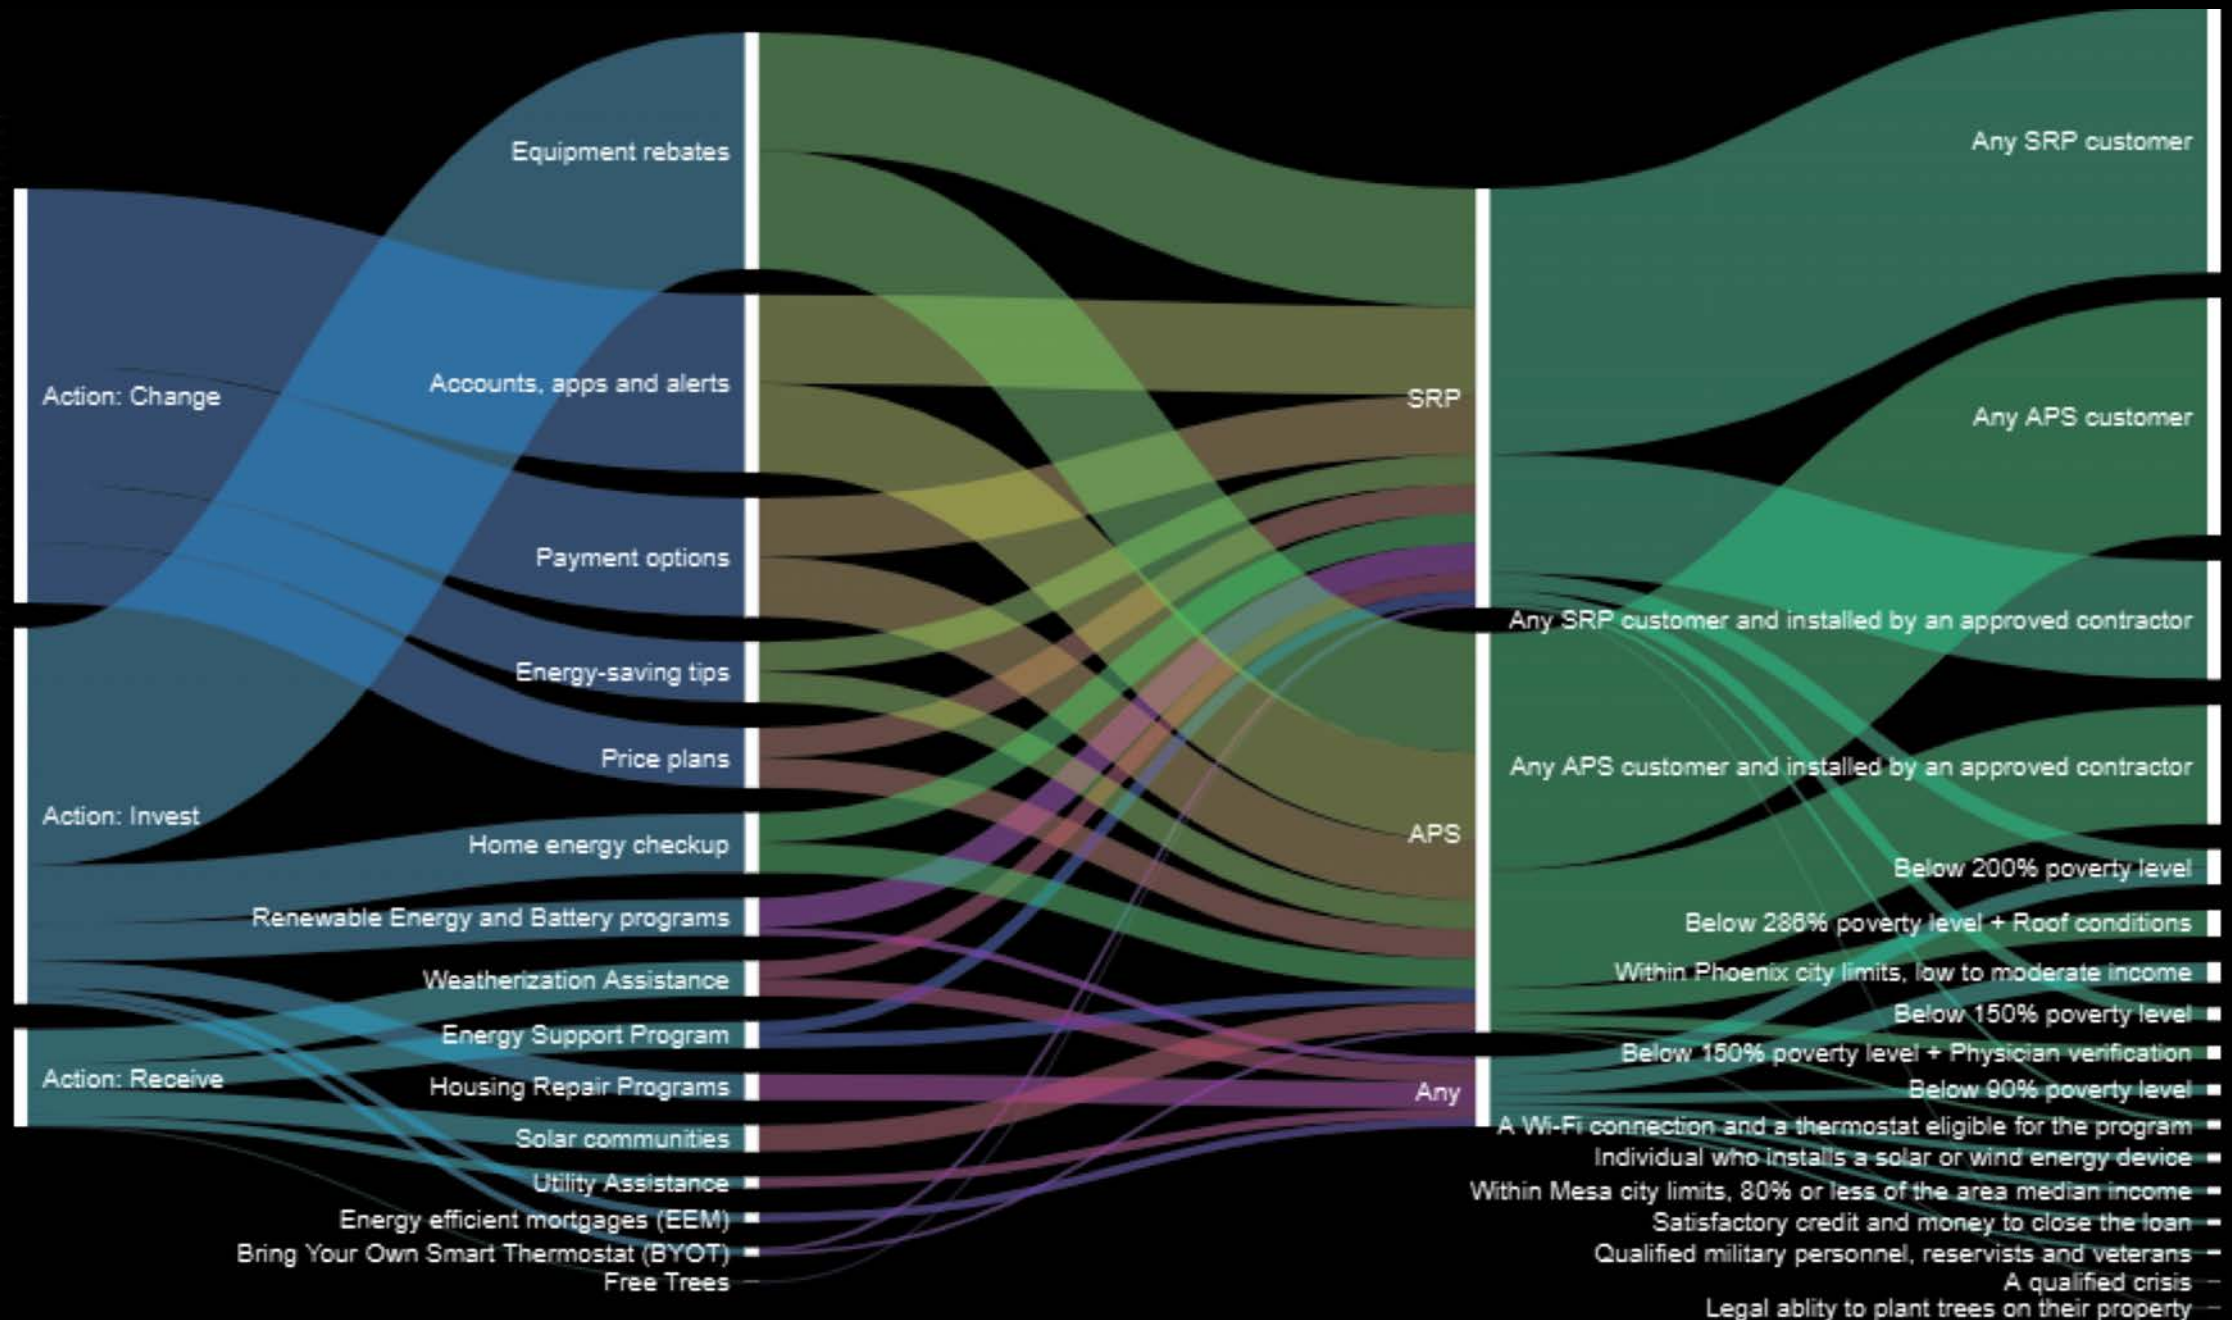 Action: Change
Action: Invest
Action: Receive
Equipment rebates
Accounts, apps and alerts
Payment options
Energy-saving tips
Price plans
Home energy checkup
Renewable Energy and Battery programs
Weatherization Assistance
Energy Support Program
Housing Repair Programs
Solar communities
Utility Assistance
Energy efficient mortgages (EEM)
Bring Your Own Smart Thermostat (BYOT)
Free Trees
SRP
APS
Any
Any SRP customer
Any APS customer
Any SRP customer and installed by an approved contractor
Any APS customer and installed by an approved contractor
Below 200% poverty level
Below 286% poverty level + Roof conditions
Within Phoenix city limits, low to moderate income
Below 150% poverty level
Below 150% poverty level + Physician verification
Below 90% poverty level
A Wi-Fi connection and a thermostat eligible for the program
Individual who installs a solar or wind energy device
Within Mesa city limits, 80% or less of the area median income
Satisfactory credit and money to close the loan
Qualified military personnel, reservists and veterans
A qualified crisis
Legal ablity to plant trees on their property